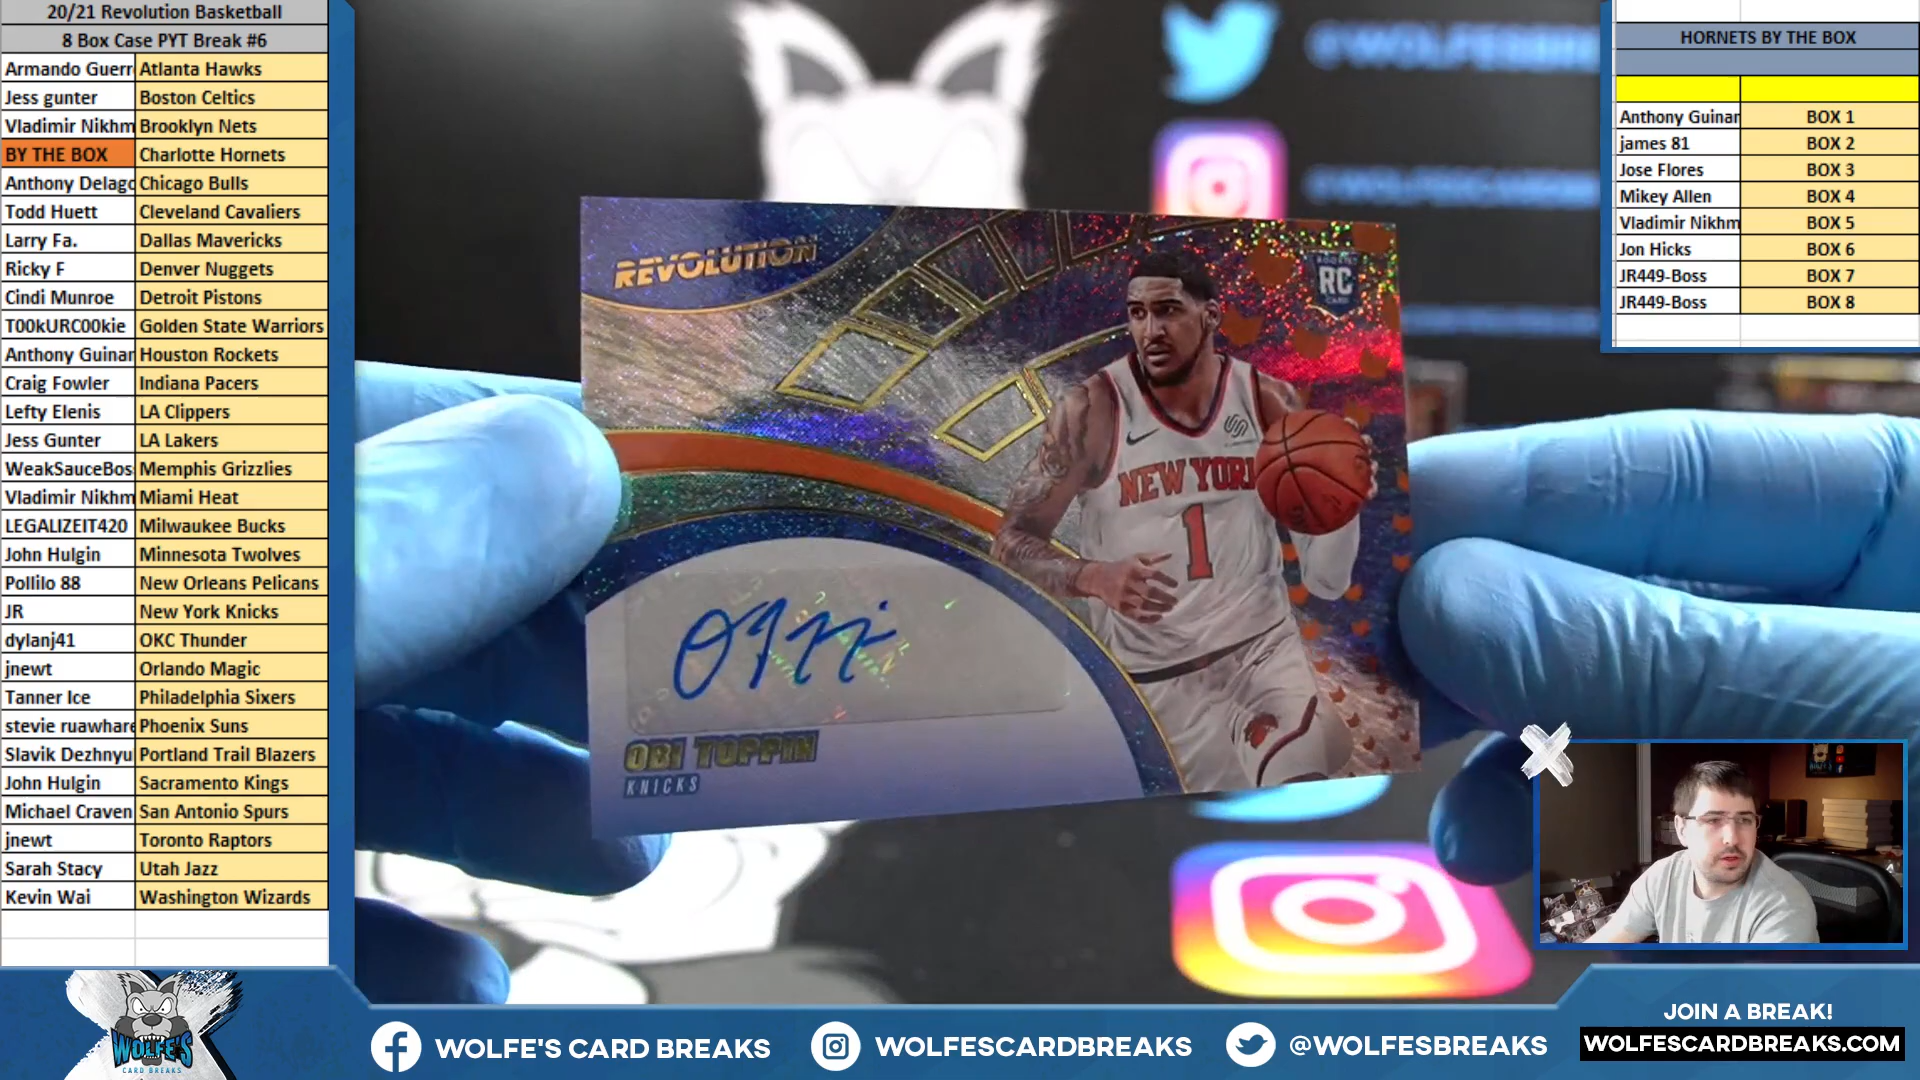 20/21 Revolution Basketball
8 Box Case PYT Break #6
Armando Guerr Atlanta Hawks
Jess gunter Boston Celtics
Vladimir Nikhm Brooklyn Nets
BY THE BOX Charlotte Hornets
Anthony Delago Chicago Bulls
Todd Huett Cleveland Cavaliers
Larry Fa. Dallas Mavericks
Ricky F Denver Nuggets
Cindi Munroe Detroit Pistons
T00kURC00kie Golden State Warriors
Anthony Guinar Houston Rockets
Craig Fowler Indiana Pacers
Lefty Elenis LA Clippers
Jess Gunter LA Lakers
WeakSauceBos Memphis Grizzlies
Vladimir Nikhm Miami Heat
LEGALIZEIT420 Milwaukee Bucks
John Hulgin Minnesota Twolves
Pollilo 88 New Orleans Pelicans
JR New York Knicks
dylanj41 OKC Thunder
jnewt Orlando Magic
Tanner Ice Philadelphia Sixers
stevie ruawhare Phoenix Suns
Slavik Dezhnyu Portland Trail Blazers
John Hulgin Sacramento Kings
Michael Craven San Antonio Spurs
jnewt Toronto Raptors
Sarah Stacy Utah Jazz
Kevin Wai Washington Wizards
HORNETS BY THE BOX
Anthony Guinar BOX 1
james 81 BOX 2
Jose Flores BOX 3
Mikey Allen BOX 4
Vladimir Nikhm BOX 5
Jon Hicks BOX 6
JR449-Boss BOX 7
JR449-Boss BOX 8
@WOLFESBRE
REVOLUTION
RC
CARD
NEW YORK
1
OBI TOPPIN
KNICKS
WOLFE'S
CARD BREAKS
WOLFE'S CARD BREAKS
WOLFESCARDBREAKS
@WOLFESBREAKS
JOIN A BREAK!
WOLFESCARDBREAKS.COM